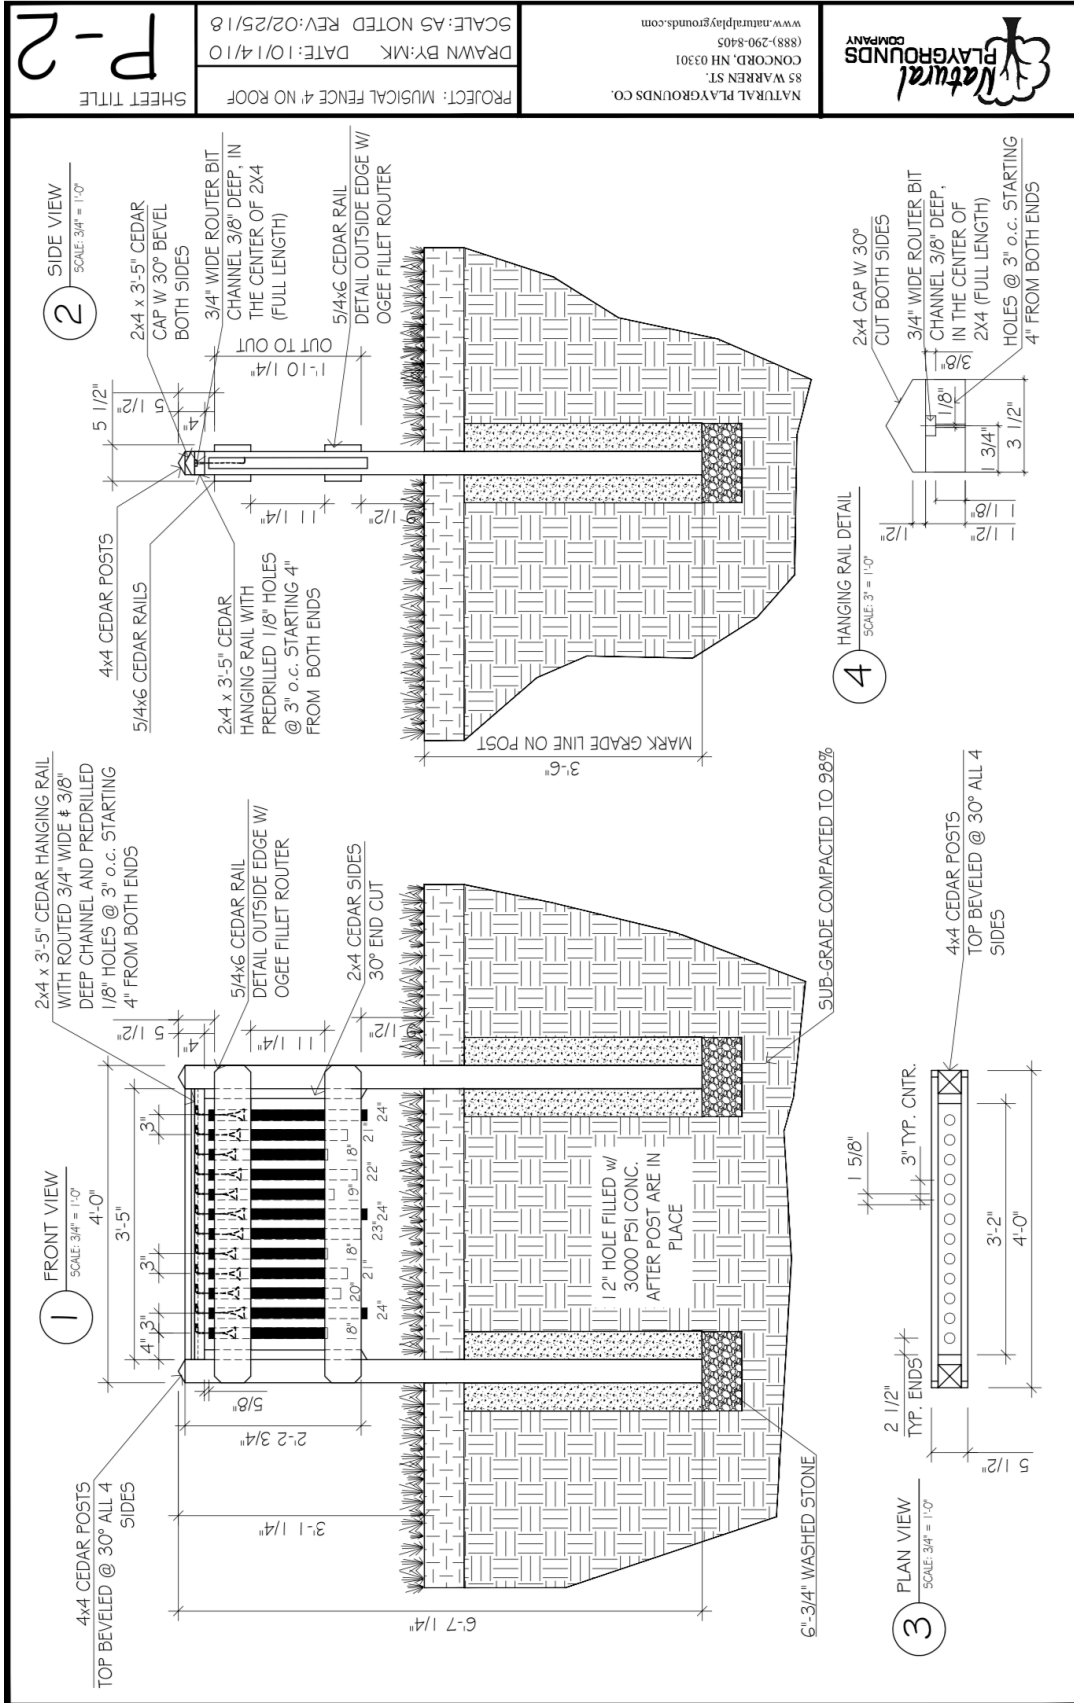 1
FRONT VIEW
SCALE: 3/4" = 1'-0"
4x4 CEDAR POSTS
TOP BEVELED @ 30° ALL 4
SIDES
2x4 x 3'-5" CEDAR HANGING RAIL
WITH ROUTED 3/4" WIDE & 3/8"
DEEP CHANNEL AND PREDRILLED
1/8" HOLES @ 3" o.c. STARTING
4" FROM BOTH ENDS
4'-0"
3'-5"
4"
3"
3"
3"
5 1/2"
4"
5/8"
2'-2 3/4"
3'-1 1/4"
6'-7 1/4"
11 1/4"
5/4x6 CEDAR RAIL
DETAIL OUTSIDE EDGE W/
OGEE FILLET ROUTER
2x4 CEDAR SIDES
30° END CUT
18"
24"
20"
21"
18"
23"
24"
19"
22"
18"
21"
24"
9 1/2"
12" HOLE FILLED w/
3000 PSI CONC.
AFTER POST ARE IN
PLACE
6"-3/4" WASHED STONE
SUB-GRADE COMPACTED TO 98%
2
SIDE VIEW
SCALE: 3/4" = 1'-0"
4x4 CEDAR POSTS
5/4x6 CEDAR RAILS
2x4 x 3'-5" CEDAR
HANGING RAIL WITH
PREDRILLED 1/8" HOLES
@ 3" o.c. STARTING 4"
FROM BOTH ENDS
5 1/2"
5 1/2"
4"
2x4 x 3'-5" CEDAR
CAP W 30° BEVEL
BOTH SIDES
3/4" WIDE ROUTER BIT
CHANNEL 3/8" DEEP, IN
THE CENTER OF 2X4
(FULL LENGTH)
1'-10 1/4"
OUT TO OUT
5/4x6 CEDAR RAIL
DETAIL OUTSIDE EDGE W/
OGEE FILLET ROUTER
11 1/4"
9 1/2"
3'-6"
MARK GRADE LINE ON POST
3
PLAN VIEW
SCALE: 3/4" = 1'-0"
2 1/2"
TYP. ENDS
1 5/8"
3" TYP. CNTR.
5 1/2"
3'-2"
4'-0"
4x4 CEDAR POSTS
TOP BEVELED @ 30° ALL 4
SIDES
4
HANGING RAIL DETAIL
SCALE: 3" = 1'-0"
1/2"
1 1/2"
1 1/8"
1 3/4"
3 1/2"
1/8"
3/8"
2x4 CAP W 30°
CUT BOTH SIDES
3/4" WIDE ROUTER BIT
CHANNEL 3/8" DEEP,
IN THE CENTER OF
2X4 (FULL LENGTH)
HOLES @ 3" o.c. STARTING
4" FROM BOTH ENDS
Natural
PLAYGROUNDS
COMPANY
NATURAL PLAYGROUNDS CO.
85 WARREN ST.
CONCORD, NH 03301
(888)-290-8405
www.naturalplaygrounds.com
PROJECT: MUSICAL FENCE 4' NO ROOF
DRAWN BY:MK DATE:10/14/10
SCALE:AS NOTED REV:02/25/18
SHEET TITLE
P-2